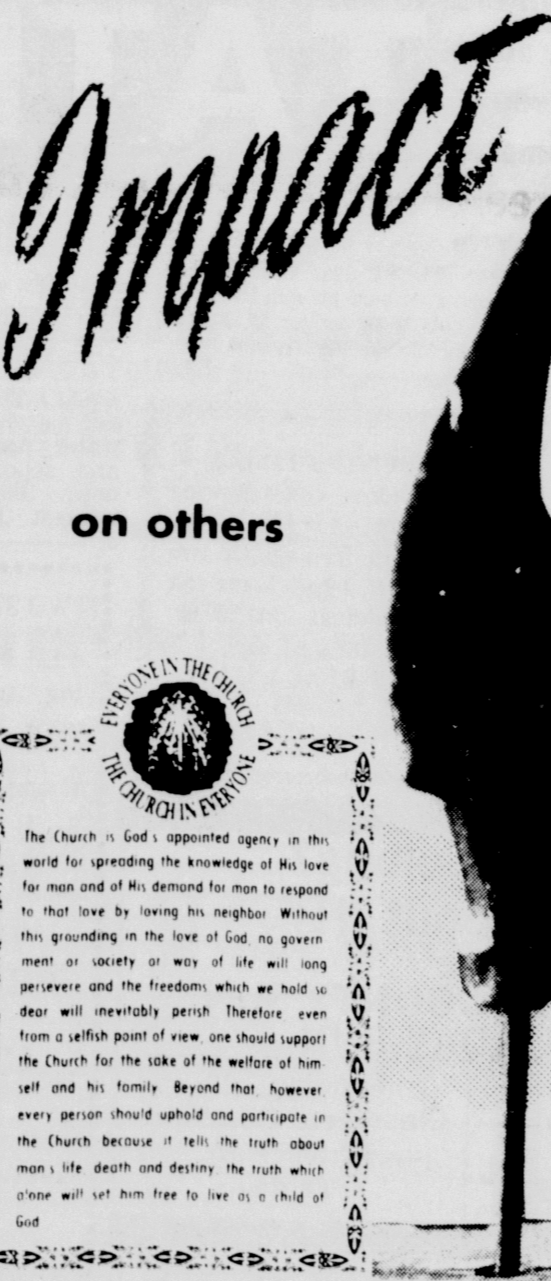 Impact
on others
EVERYONE IN THE CHURCH
THE CHURCH IN EVERYONE
The Church is God s appointed agency in this
world for spreading the knowledge of His love
for man and of His demand for man to respond
to that love by loving his neighbor Without
this grounding in the love of God no govern
ment or society or way of life will long
persevere and the freedoms which we hold so
dear will inevitably perish Therefore even
from a selfish point of view, one should support
the Church for the sake of the welfare of him-
self and his family Beyond that, however
every person should uphold and participate in
the Church because it tells the truth about
man s life death and destiny the truth which
alone will set him free to live as a child of
God